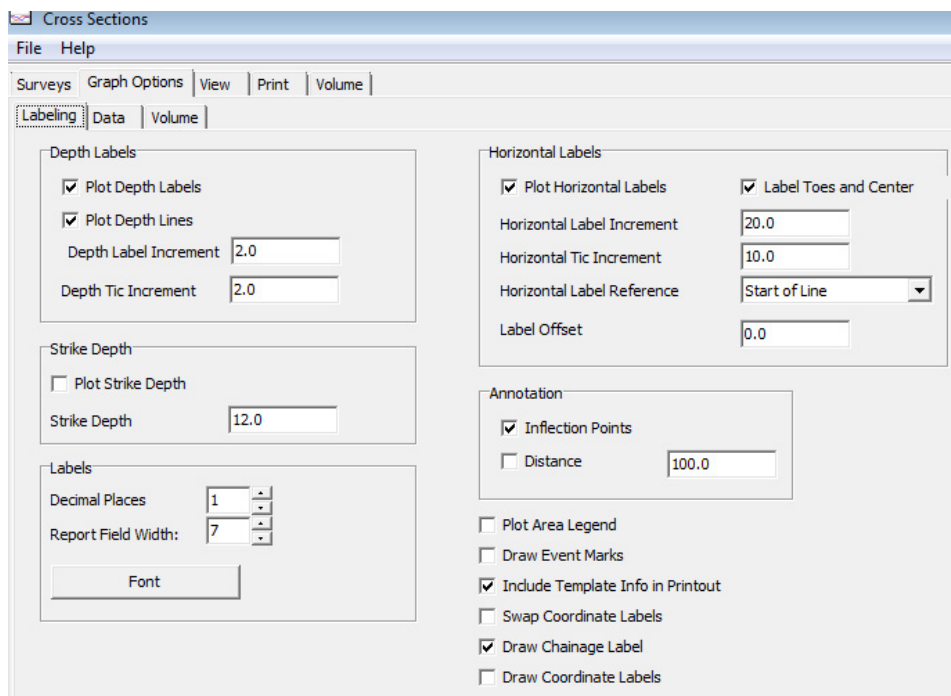 Cross Sections
File Help
Surveys Graph Options View Print Volume
Labeling Data Volume
Depth Labels
Plot Depth Labels
Plot Depth Lines
Depth Label Increment 2.0
Depth Tic Increment 2.0
Strike Depth
Plot Strike Depth
Strike Depth 12.0
Labels
Decimal Places 1
Report Field Width: 7
Font
Horizontal Labels
Plot Horizontal Labels Label Toes and Center
Horizontal Label Increment 20.0
Horizontal Tic Increment 10.0
Horizontal Label Reference Start of Line
Label Offset 0.0
Annotation
Inflection Points
Distance 100.0
Plot Area Legend
Draw Event Marks
Include Template Info in Printout
Swap Coordinate Labels
Draw Chainage Label
Draw Coordinate Labels